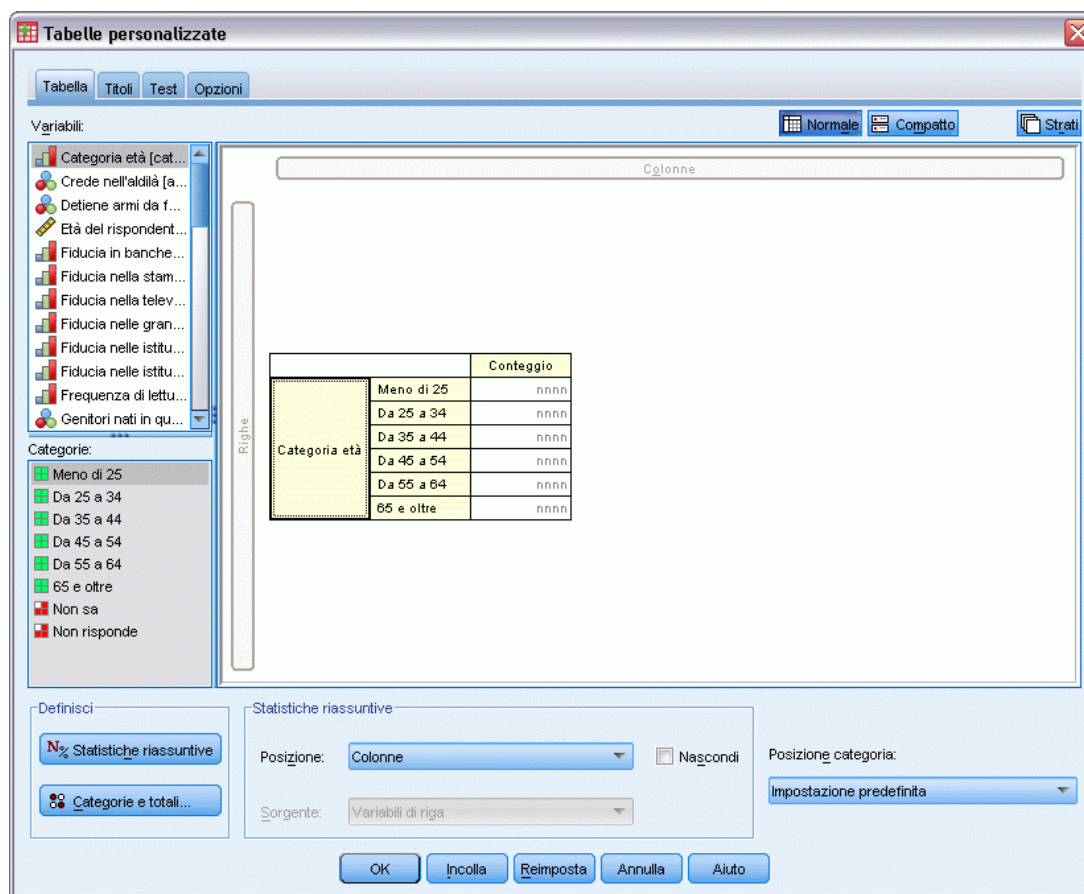 Tabelle personalizzate
Tabella Titoli Test Opzioni
Variabili:
Normale Compatto Strati
Categoria età [cat...
Crede nell'aldilà [a...
Detiene armi da f...
Età del rispondent...
Fiducia in banche...
Fiducia nella stam...
Fiducia nella telev...
Fiducia nelle gran...
Fiducia nelle istitu...
Fiducia nelle istitu...
Frequenza di lettu...
Genitori nati in qu...
Categorie:
Meno di 25
Da 25 a 34
Da 35 a 44
Da 45 a 54
Da 55 a 64
65 e oltre
Non sa
Non risponde
Colonne
Righe
Conteggio
Categoria età
Meno di 25 nnnn
Da 25 a 34 nnnn
Da 35 a 44 nnnn
Da 45 a 54 nnnn
Da 55 a 64 nnnn
65 e oltre nnnn
Definisci
N% Statistiche riassuntive
Categorie e totali...
Statistiche riassuntive
Posizione: Colonne Nascondi
Sorgente: Variabili di riga
Posizione categoria:
Impostazione predefinita
OK Incolla Reimposta Annulla Aiuto